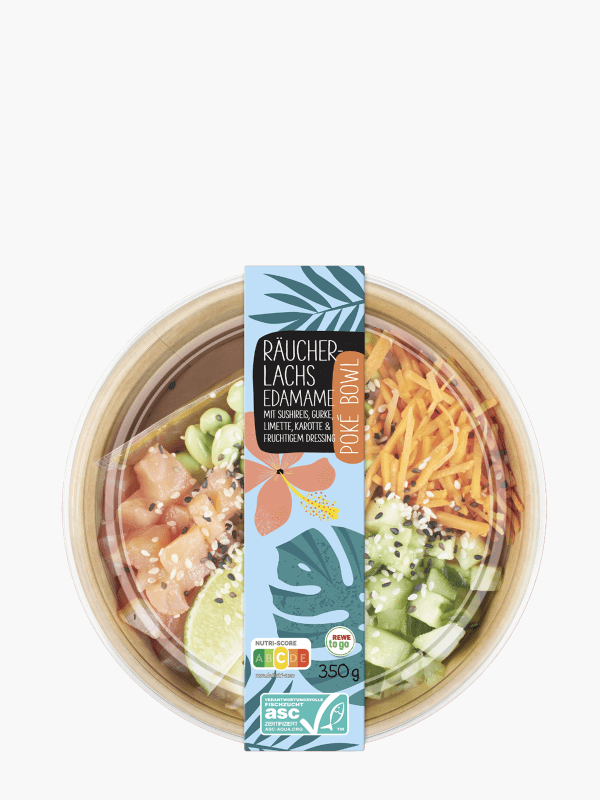 RÄUCHER-
LACHS
EDAMAME
MIT SUSHIREIS, GURKE,
LIMETTE, KAROTTE &
FRUCHTIGEM DRESSING
POKÉ BOWL
NUTRI-SCORE
A B C D E
REWE
to go
350g
VERANTWORTUNGSVOLLE
FISCHZUCHT
asc
ZERTIFIZIERT
ASC-AQUA.ORG
TM